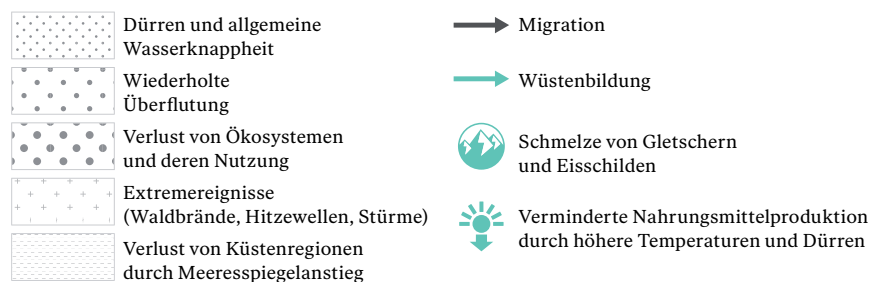 Dürren und allgemeine
Wasserknappheit
Wiederholte
Überflutung
Verlust von Ökosystemen
und deren Nutzung
Extremereignisse
(Waldbrände, Hitzewellen, Stürme)
Verlust von Küstenregionen
durch Meeresspiegelanstieg
Migration
Wüstenbildung
Schmelze von Gletschern
und Eisschilden
Verminderte Nahrungsmittelproduktion
durch höhere Temperaturen und Dürren